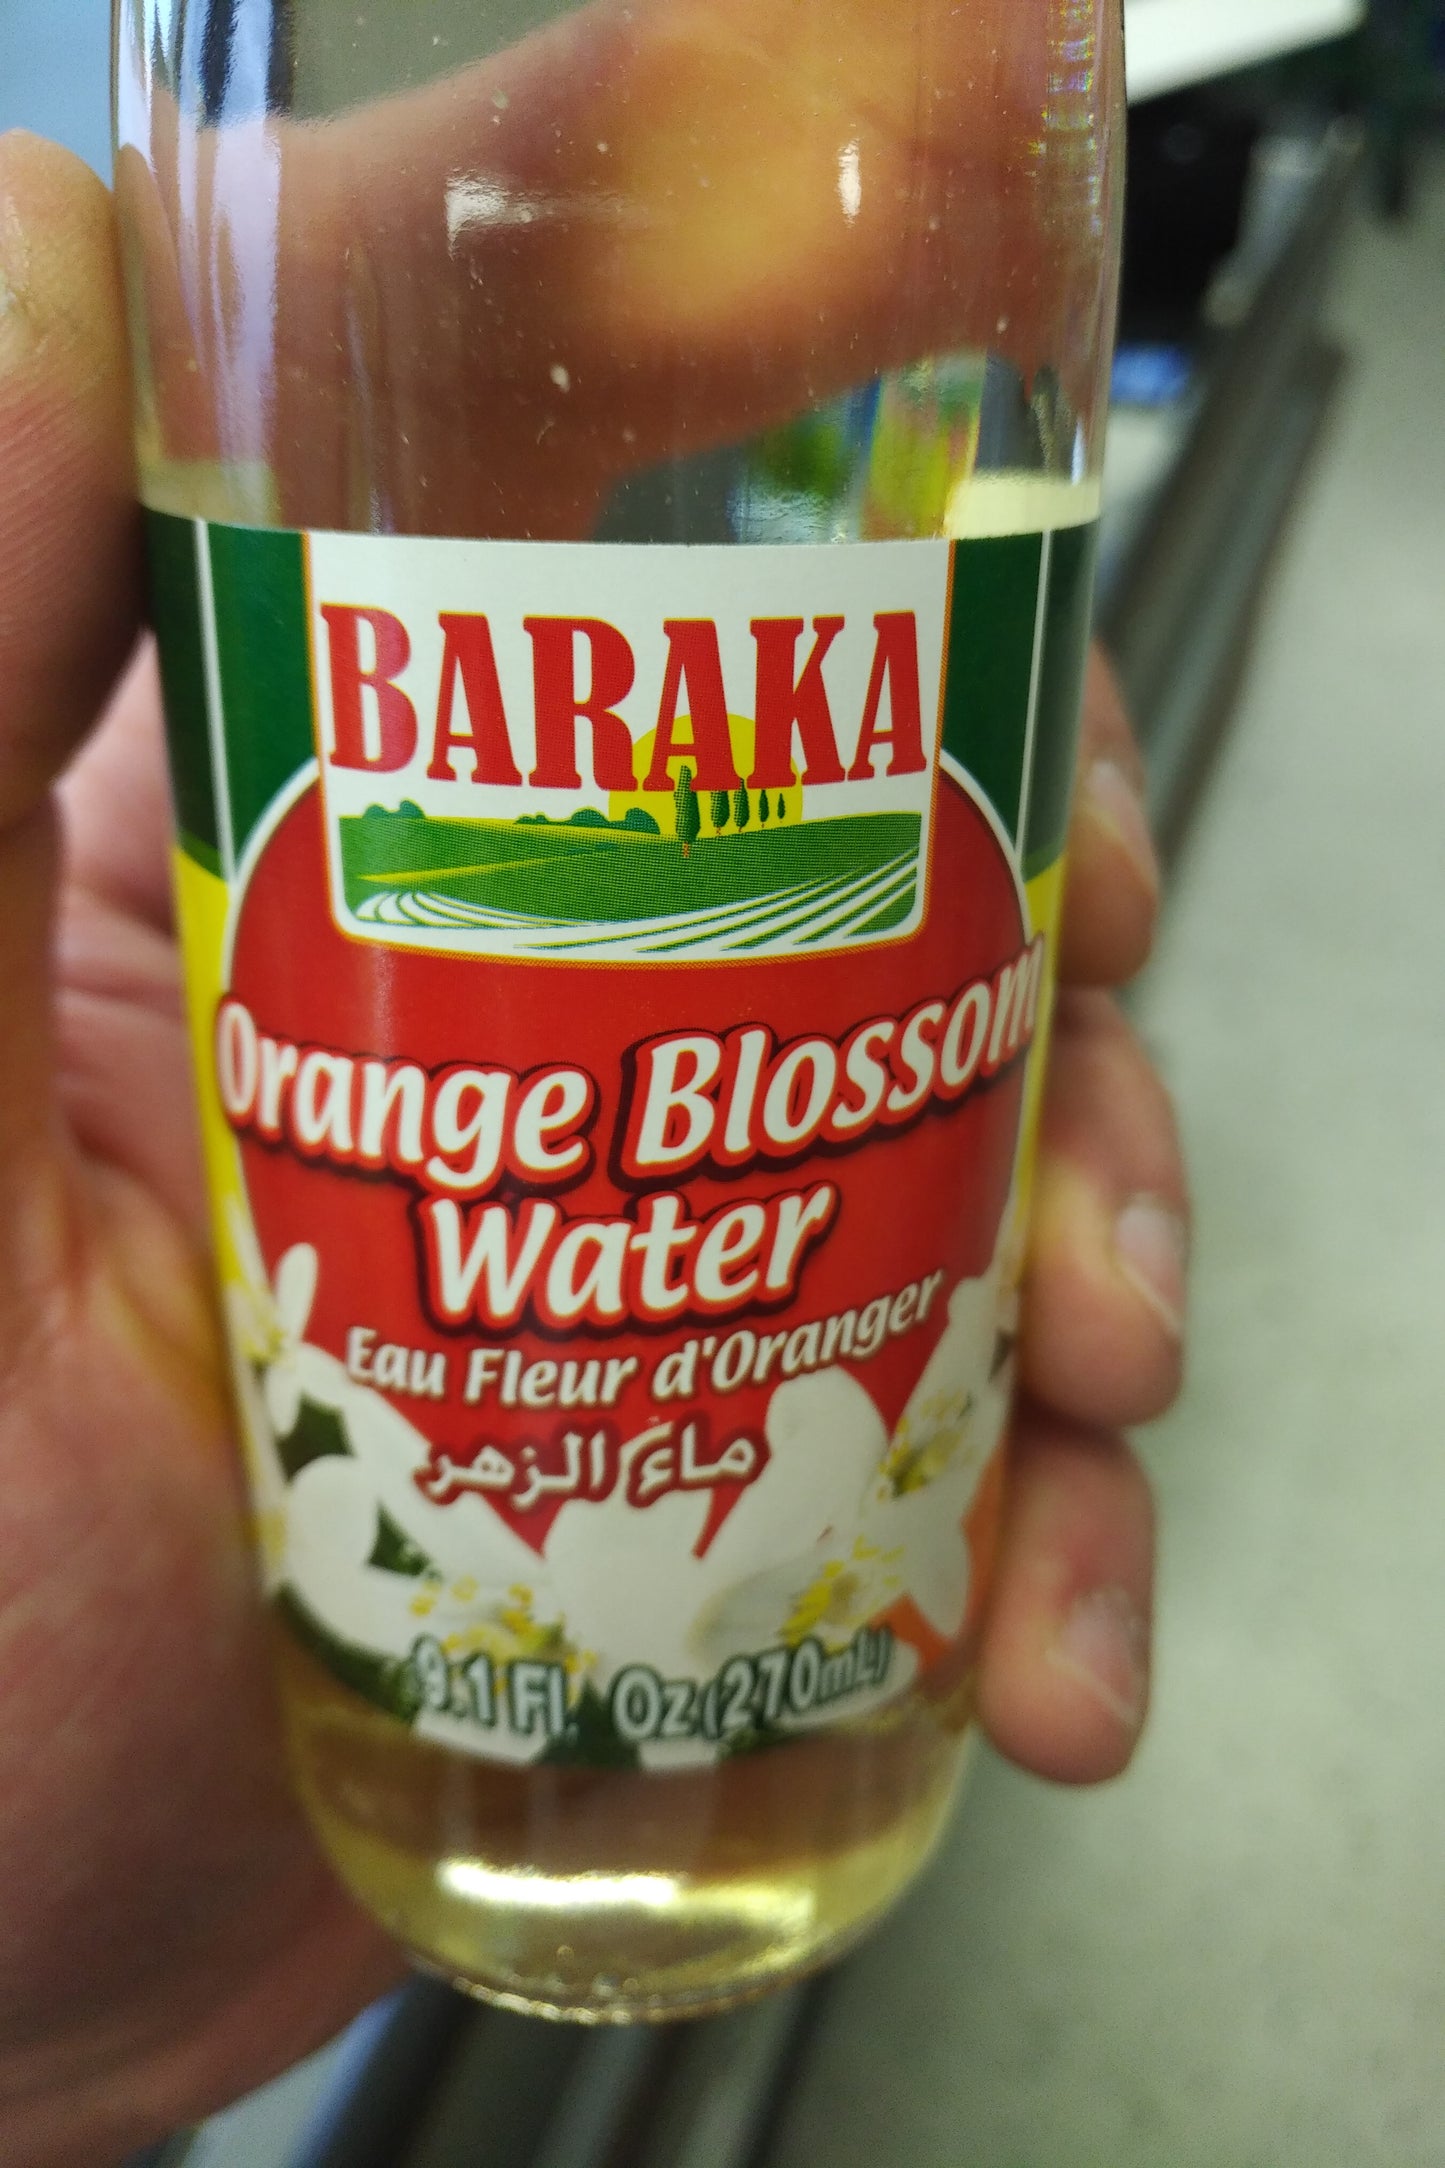 BARAKA
Orange Blossom
Water
Eau Fleur d'Oranger
ماء الزهر
9.1 Fl. Oz (270mL)